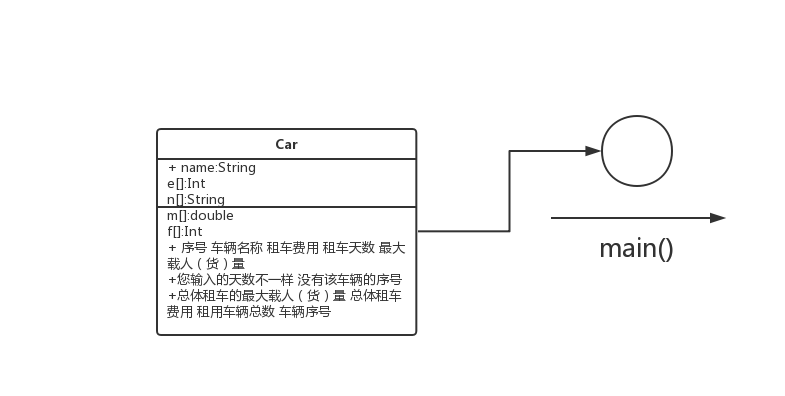 Car
+ name:String
e[]:Int
n[]:String
m[]:double
f[]:Int
+ 序号 车辆名称 租车费用 租车天数 最大
载人（货）量
+您输入的天数不一样 没有该车辆的序号
+总体租车的最大载人（货）量 总体租车
费用 租用车辆总数 车辆序号
main()